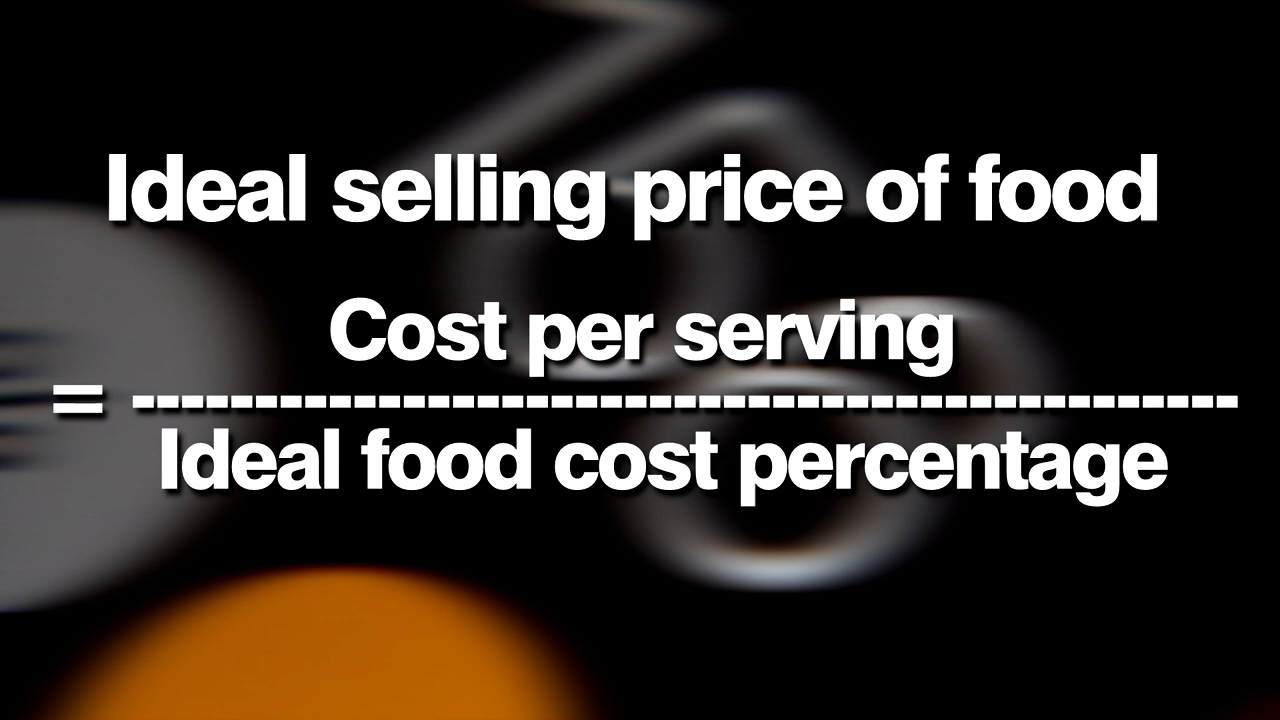 Ideal selling price of food
Cost per serving
= ---------------------------------------------
Ideal food cost percentage